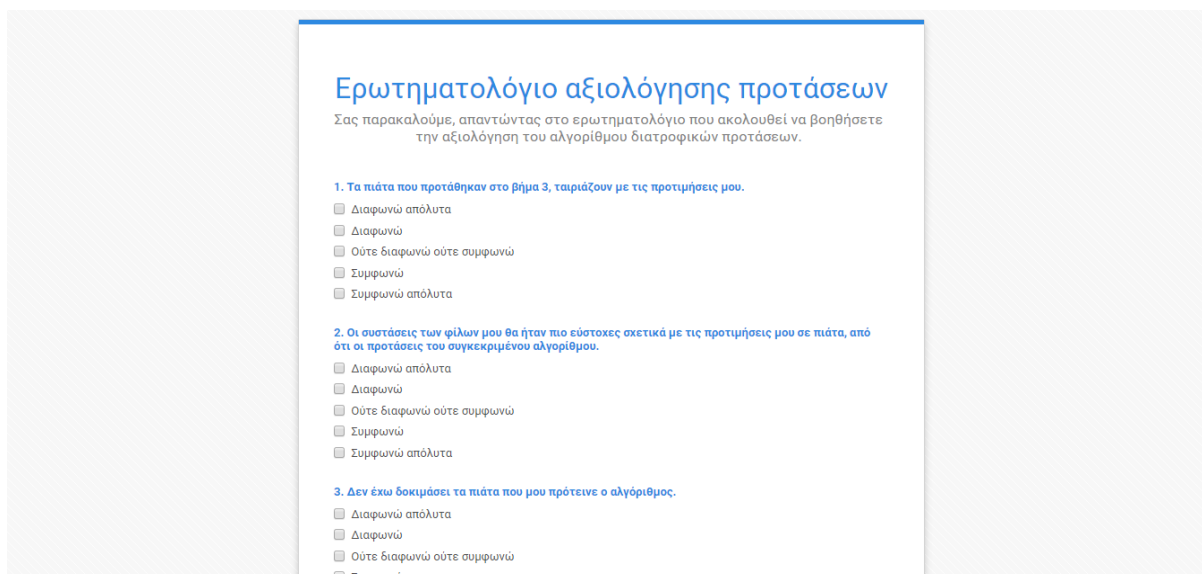 Ερωτηματολόγιο αξιολόγησης προτάσεων
Σας παρακαλούμε, απαντώντας στο ερωτηματολόγιο που ακολουθεί να βοηθήσετε
την αξιολόγηση του αλγορίθμου διατροφικών προτάσεων.
1. Τα πιάτα που προτάθηκαν στο βήμα 3, ταιριάζουν με τις προτιμήσεις μου.
Διαφωνώ απόλυτα
Διαφωνώ
Ούτε διαφωνώ ούτε συμφωνώ
Συμφωνώ
Συμφωνώ απόλυτα
2. Οι συστάσεις των φίλων μου θα ήταν πιο εύστοχες σχετικά με τις προτιμήσεις μου σε πιάτα, από
ότι οι προτάσεις του συγκεκριμένου αλγορίθμου.
Διαφωνώ απόλυτα
Διαφωνώ
Ούτε διαφωνώ ούτε συμφωνώ
Συμφωνώ
Συμφωνώ απόλυτα
3. Δεν έχω δοκιμάσει τα πιάτα που μου πρότεινε ο αλγόριθμος.
Διαφωνώ απόλυτα
Διαφωνώ
Ούτε διαφωνώ ούτε συμφωνώ